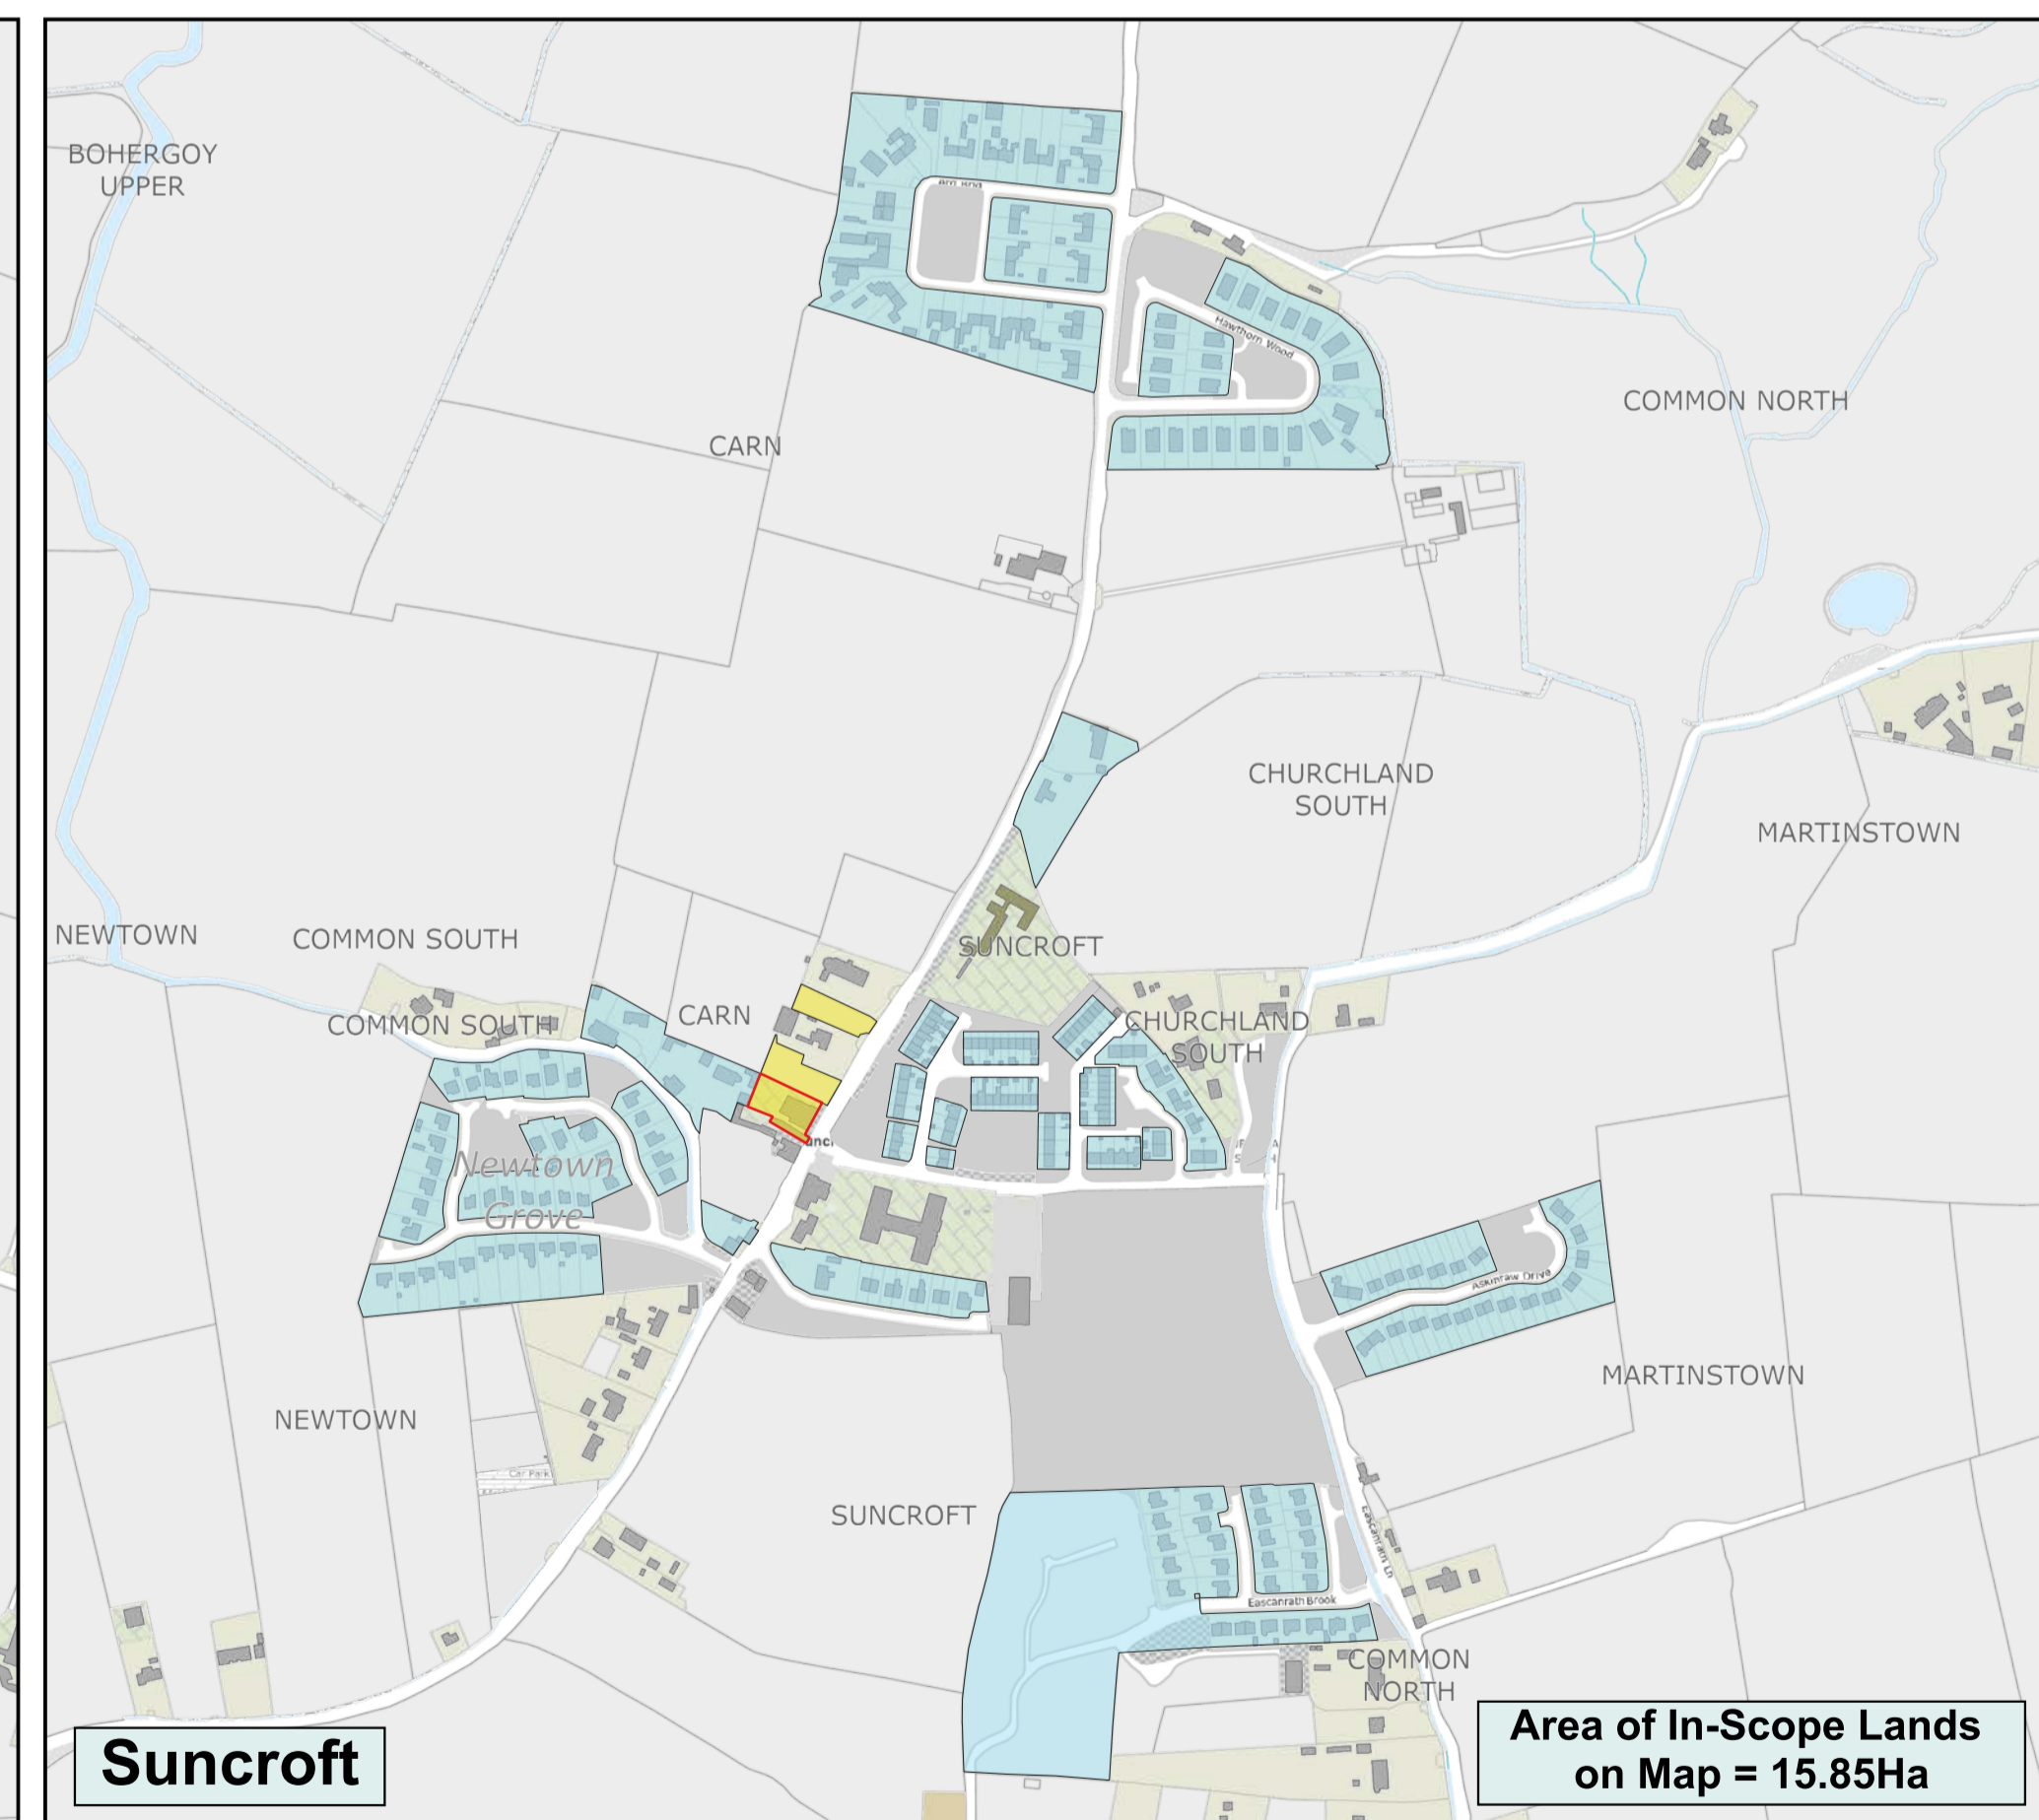 BOHERGOY
UPPER
Hawthorn Wood
COMMON NORTH
CARN
CHURCHLAND
SOUTH
MARTINSTOWN
NEWTOWN
COMMON SOUTH
SUNCROFT
CARN
COMMON SOUTH
CHURCHLAND
SOUTH
Newtown
Grove
Drive
MARTINSTOWN
NEWTOWN
Car Park
SUNCROFT
Eascanrath Ln
Eascanrath Brook
COMMON
NORTH
Suncroft
Area of In-Scope Lands
on Map = 15.85Ha